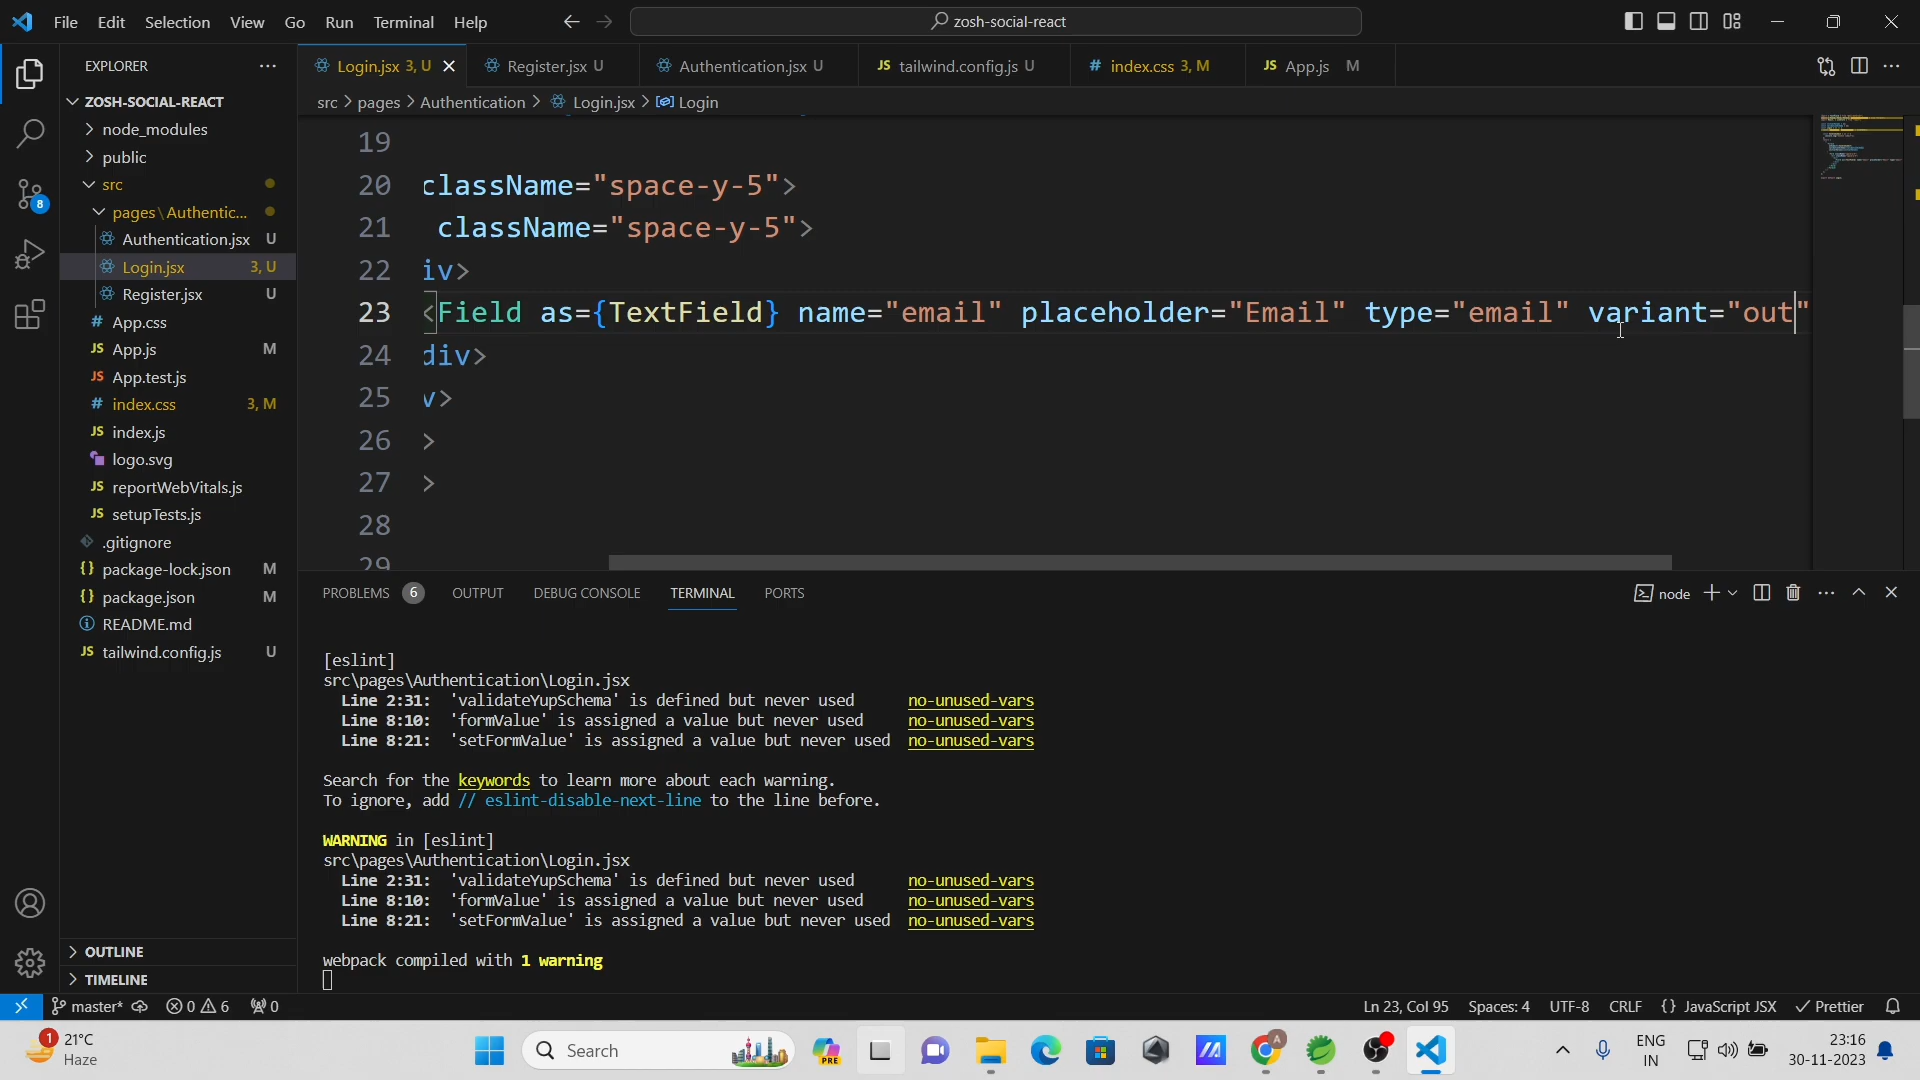 File Edit Selection View Go Run Terminal Help
zosh-social-react
EXPLORER
Login.jsx 3, U
Register.jsx U
Authentication.jsx U
JS tailwind.config.js U
# index.css 3, M
JS App.js M
src > pages > Authentication > Login.jsx > Login
ZOSH-SOCIAL-REACT
node_modules
public
src
pages\Authentic...
Authentication.jsx U
Login.jsx 3, U
Register.jsx U
# App.css
JS App.js M
JS App.test.js
# index.css 3, M
JS index.js
logo.svg
JS reportWebVitals.js
JS setupTests.js
.gitignore
{} package-lock.json M
{} package.json M
README.md
JS tailwind.config.js U
OUTLINE
TIMELINE
8
19
20 className="space-y-5">
21 className="space-y-5">
22 iv>
23 <Field as={TextField} name="email" placeholder="Email" type="email" variant="out"
24 div>
25 v>
26 >
27 >
28
29
PROBLEMS 6 OUTPUT DEBUG CONSOLE TERMINAL PORTS
node
[eslint]
src\pages\Authentication\Login.jsx
Line 2:31: 'validateYupSchema' is defined but never used no-unused-vars
Line 8:10: 'formValue' is assigned a value but never used no-unused-vars
Line 8:21: 'setFormValue' is assigned a value but never used no-unused-vars
Search for the keywords to learn more about each warning.
To ignore, add // eslint-disable-next-line to the line before.
WARNING in [eslint]
src\pages\Authentication\Login.jsx
Line 2:31: 'validateYupSchema' is defined but never used no-unused-vars
Line 8:10: 'formValue' is assigned a value but never used no-unused-vars
Line 8:21: 'setFormValue' is assigned a value but never used no-unused-vars
webpack compiled with 1 warning
master* 0 6 0
Ln 23, Col 95 Spaces: 4 UTF-8 CRLF {} JavaScript JSX Prettier
1
21°C
Haze
Search
PRE
A
ENG
IN
23:16
30-11-2023